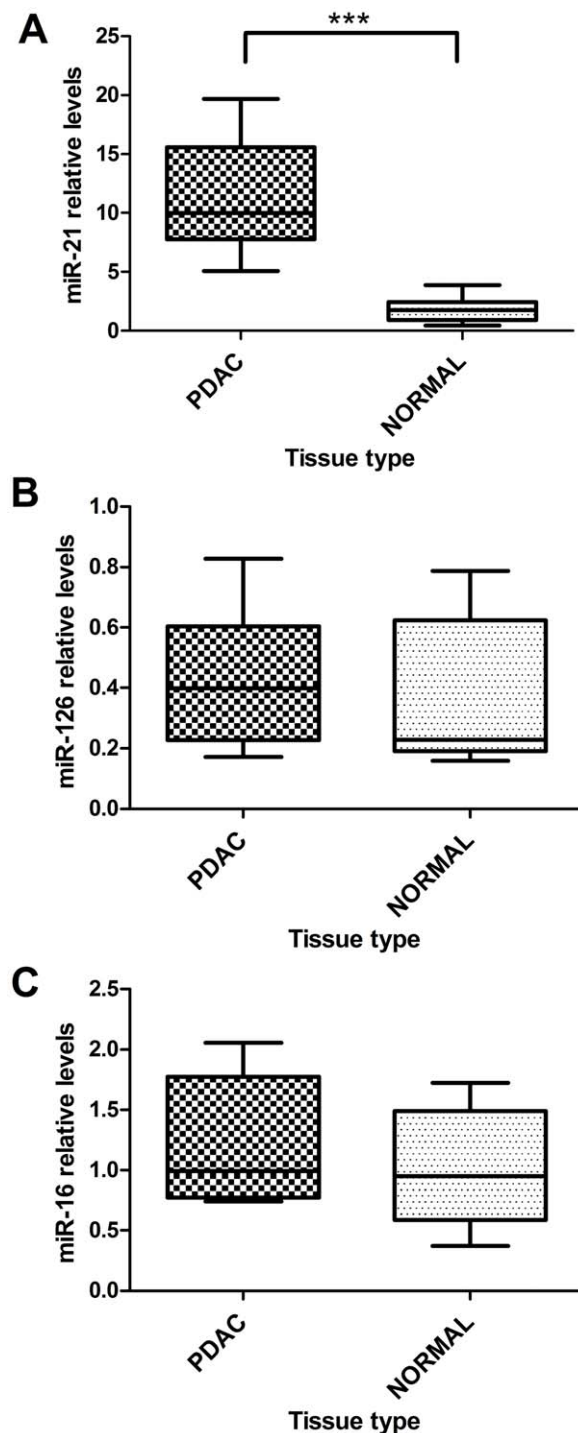 A
***
miR-21 relative levels
25
20
15
10
5
0
PDAC
NORMAL
Tissue type
B
miR-126 relative levels
1.0
0.8
0.6
0.4
0.2
0.0
PDAC
NORMAL
Tissue type
C
miR-16 relative levels
2.5
2.0
1.5
1.0
0.5
0.0
PDAC
NORMAL
Tissue type